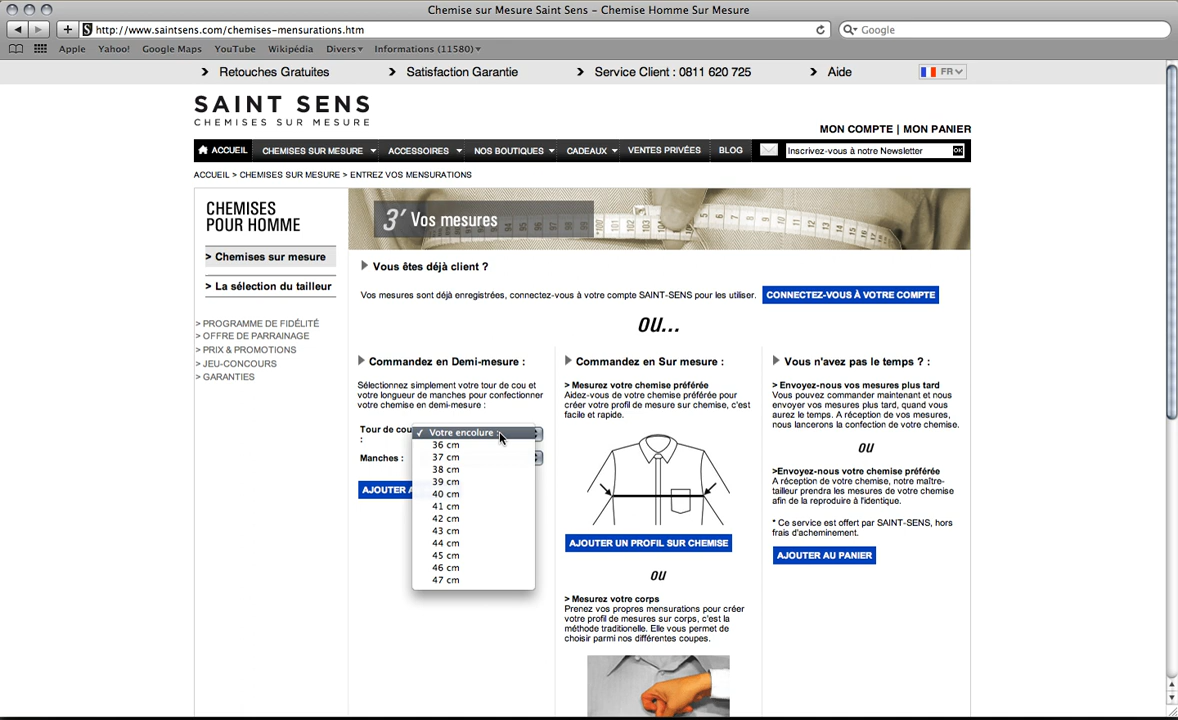 Chemise sur Mesure Saint Sens – Chemise Homme Sur Mesure
http://www.saintsens.com/chemises-mensurations.htm
Google
Apple Yahoo! Google Maps YouTube Wikipédia Divers Informations (11580)
Retouches Gratuites Satisfaction Garantie Service Client : 0811 620 725 Aide FR
SAINT SENS
CHEMISES SUR MESURE
MON COMPTE | MON PANIER
ACCUEIL CHEMISES SUR MESURE ACCESSOIRES NOS BOUTIQUES CADEAUX VENTES PRIVÉES BLOG Inscrivez-vous à notre Newsletter OK
ACCUEIL > CHEMISES SUR MESURE > ENTREZ VOS MENSURATIONS
CHEMISES
POUR HOMME
> Chemises sur mesure
> La sélection du tailleur
> PROGRAMME DE FIDÉLITÉ
> OFFRE DE PARRAINAGE
> PRIX & PROMOTIONS
> JEU-CONCOURS
> GARANTIES
3' Vos mesures
Vous êtes déjà client ?
Vos mesures sont déjà enregistrées, connectez-vous à votre compte SAINT-SENS pour les utiliser. CONNECTEZ-VOUS À VOTRE COMPTE
OU...
Commandez en Demi-mesure :
Sélectionnez simplement votre tour de cou et
votre longueur de manches pour confectionner
votre chemise en demi-mesure :
Tour de cou
:
✓ Votre encolure :
36 cm
37 cm
38 cm
39 cm
40 cm
41 cm
42 cm
43 cm
44 cm
45 cm
46 cm
47 cm
Manches :
AJOUTER
Commandez en Sur mesure :
> Mesurez votre chemise préférée
Aidez-vous de votre chemise préférée pour
créer votre profil de mesure sur chemise, c'est
facile et rapide.
AJOUTER UN PROFIL SUR CHEMISE
OU
> Mesurez votre corps
Prenez vos propres mensurations pour créer
votre profil de mesures sur corps, c'est la
méthode traditionelle. Elle vous permet de
choisir parmi nos différentes coupes.
Vous n'avez pas le temps ? :
> Envoyez-nous vos mesures plus tard
Vous pouvez commander maintenant et nous
envoyer vos mesures plus tard, quand vous
aurez le temps. A réception de vos mesures,
nous lancerons la confection de votre chemise.
OU
>Envoyez-nous votre chemise préférée
A réception de votre chemise, notre maître-
tailleur prendra les mesures de votre chemise
afin de la reproduire à l'identique.
* Ce service est offert par SAINT-SENS, hors
frais d'acheminement.
AJOUTER AU PANIER